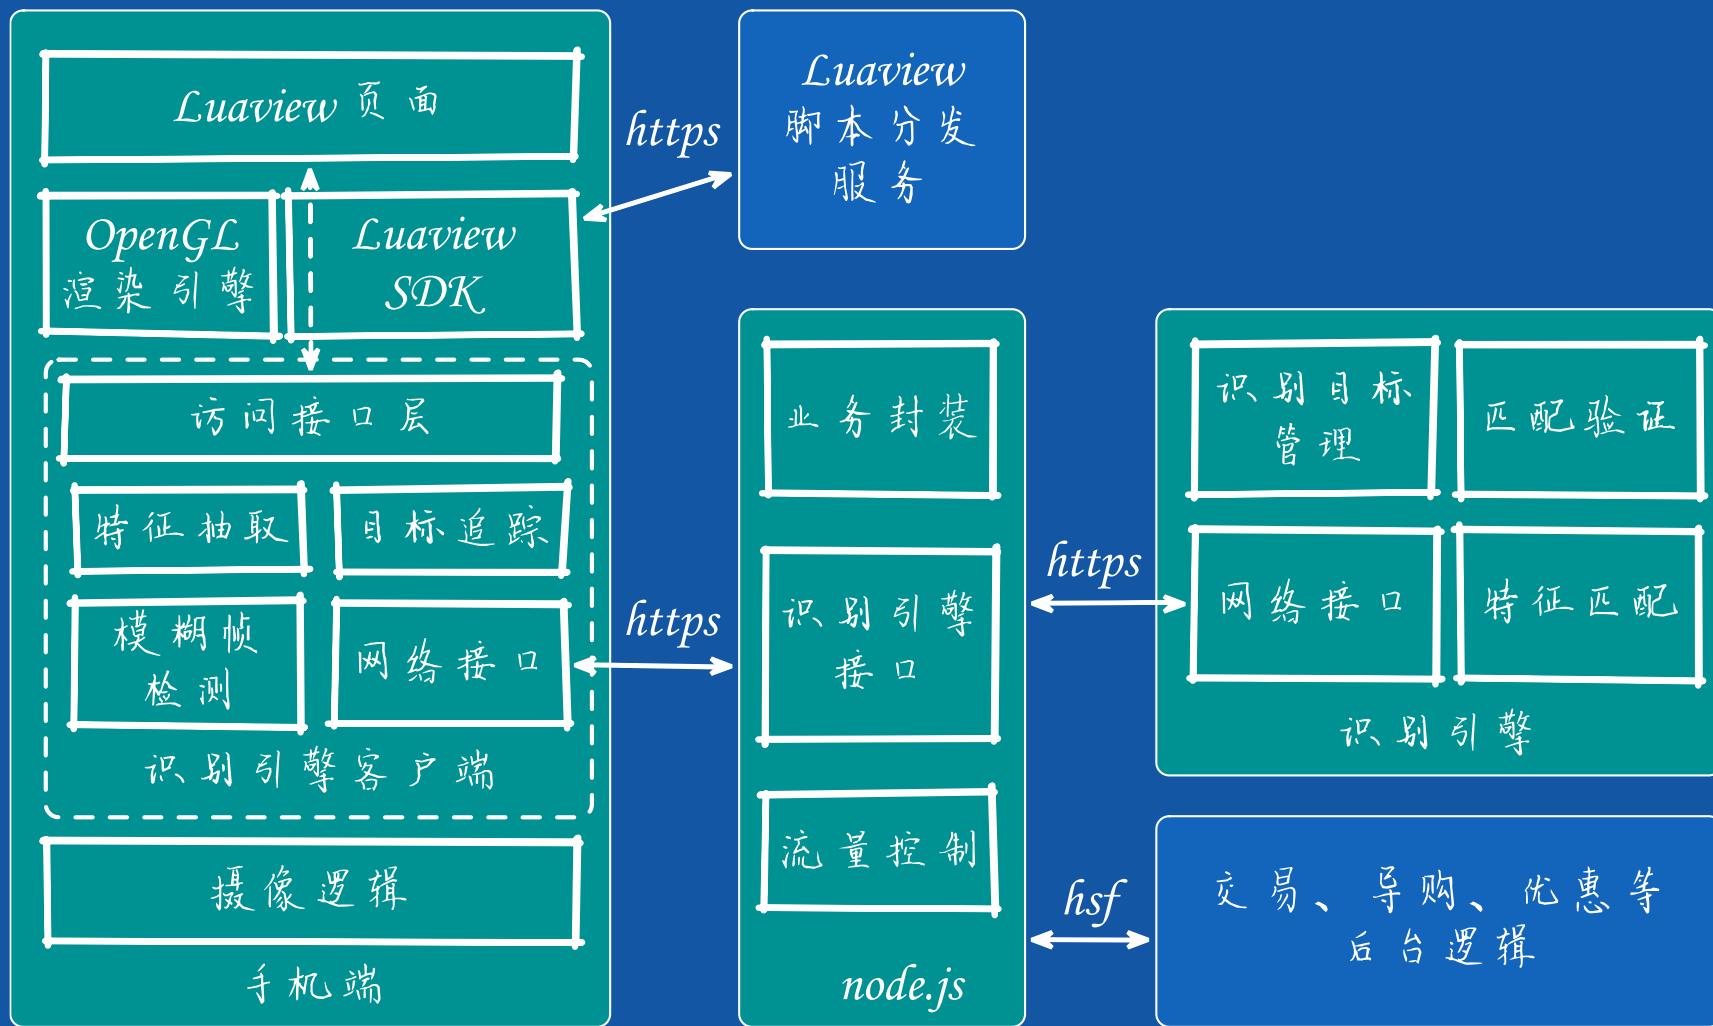 Luaview 页面
OpenGL
渲染引擎
Luaview
SDK
访问接口层
特征抽取
目标追踪
模糊帧
检测
网络接口
识别引擎客户端
摄像逻辑
手机端
https
Luaview
脚本分发
服务
https
业务封装
识别引擎
接口
流量控制
node.js
https
hsf
识别目标
管理
匹配验证
网络接口
特征匹配
识别引擎
交易、导购、优惠等
后台逻辑